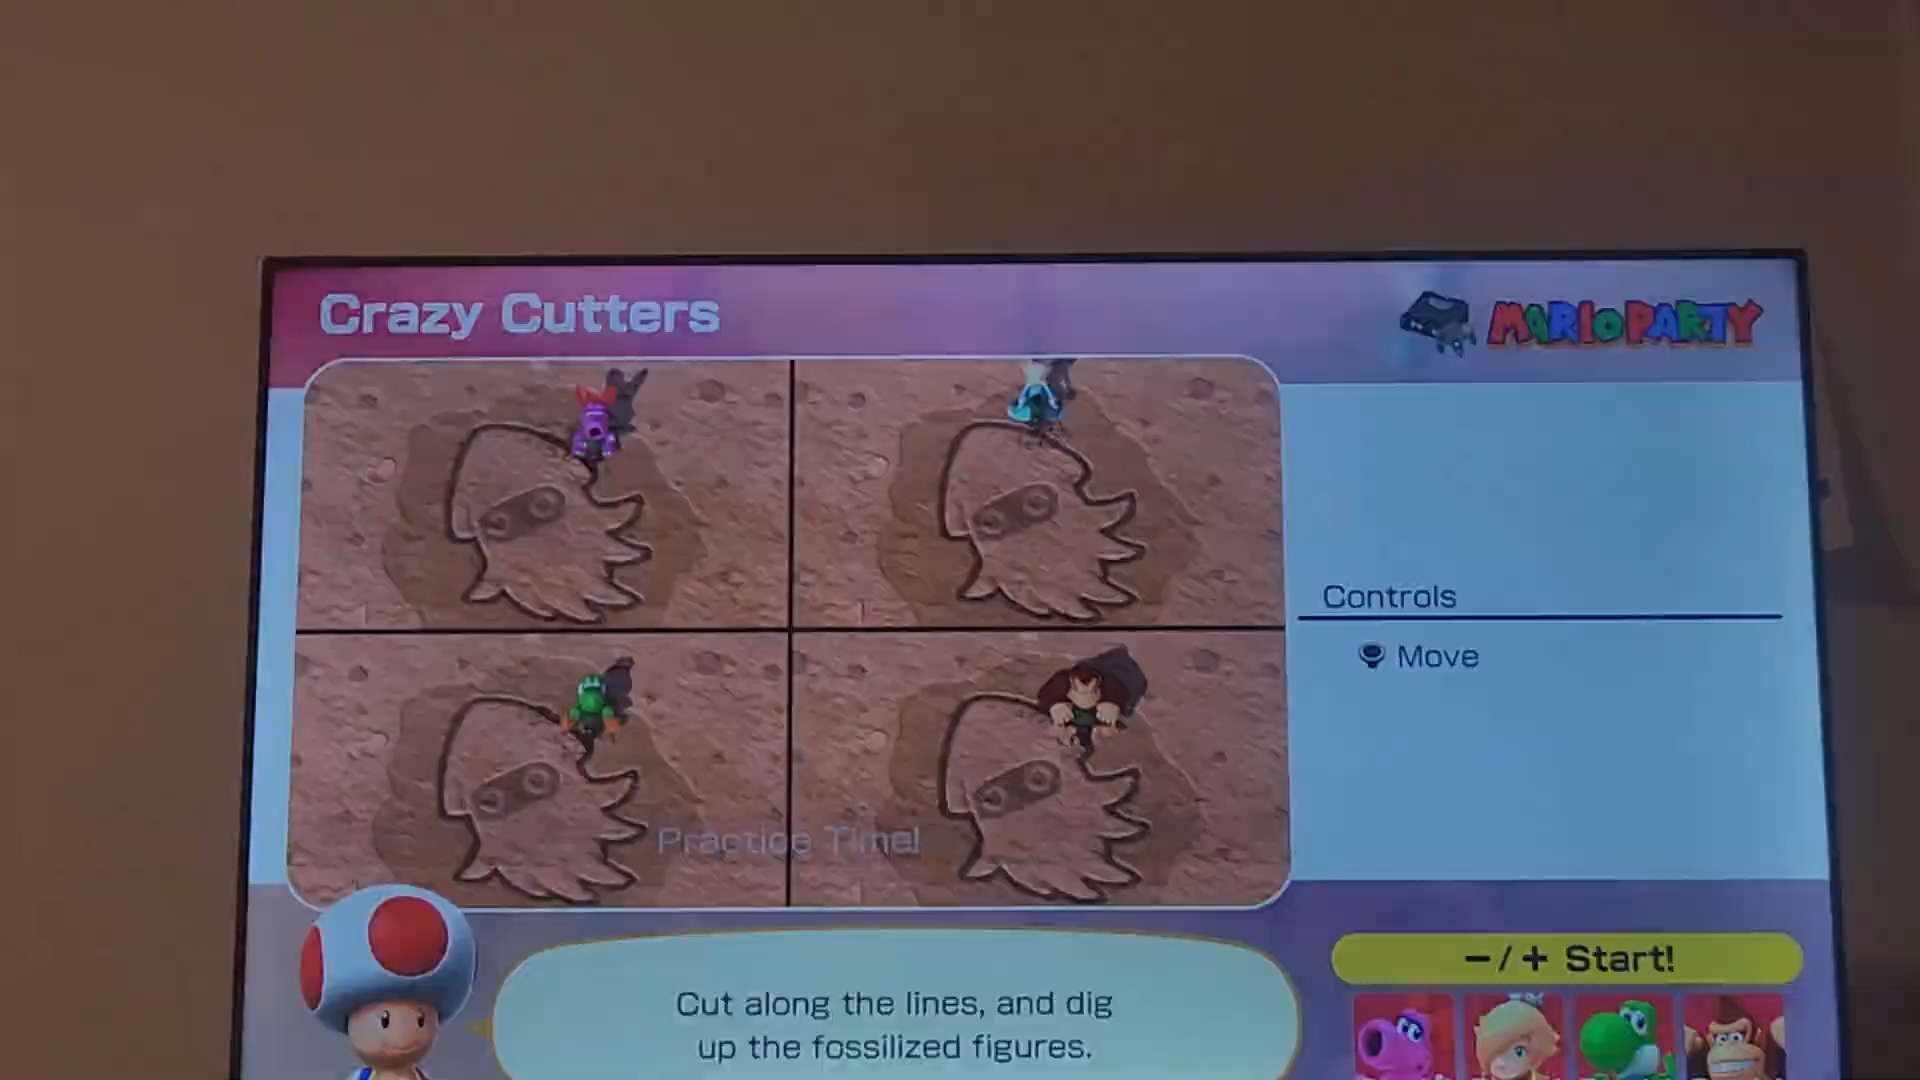 Crazy Cutters
MARIO PARTY
Controls
Move
Practice Time!
−/+ Start!
Cut along the lines, and dig
up the fossilized figures.